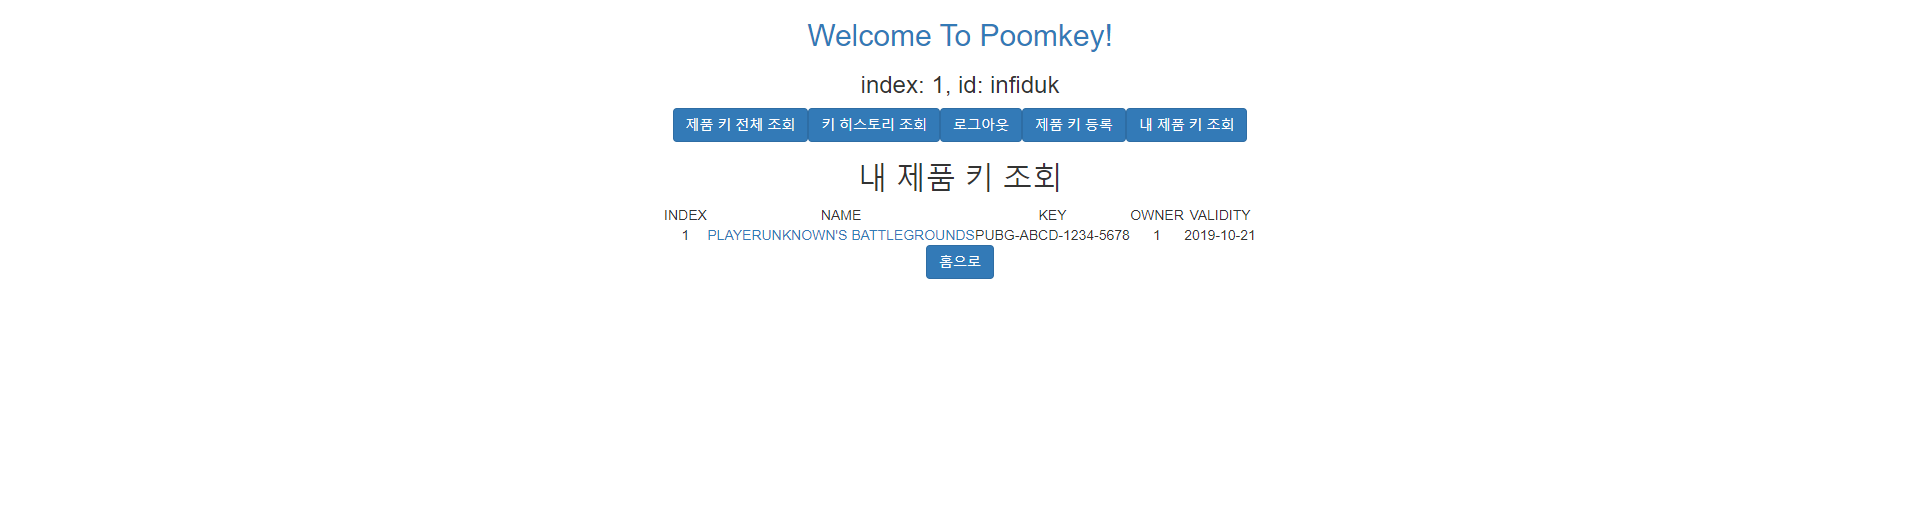 Welcome To Poomkey!
index: 1, id: infiduk
제품 키 전체 조회 키 히스토리 조회 로그아웃 제품 키 등록 내 제품 키 조회
내 제품 키 조회
INDEX NAME KEY OWNER VALIDITY
1 PLAYERUNKNOWN'S BATTLEGROUNDS PUBG-ABCD-1234-5678 1 2019-10-21
홈으로